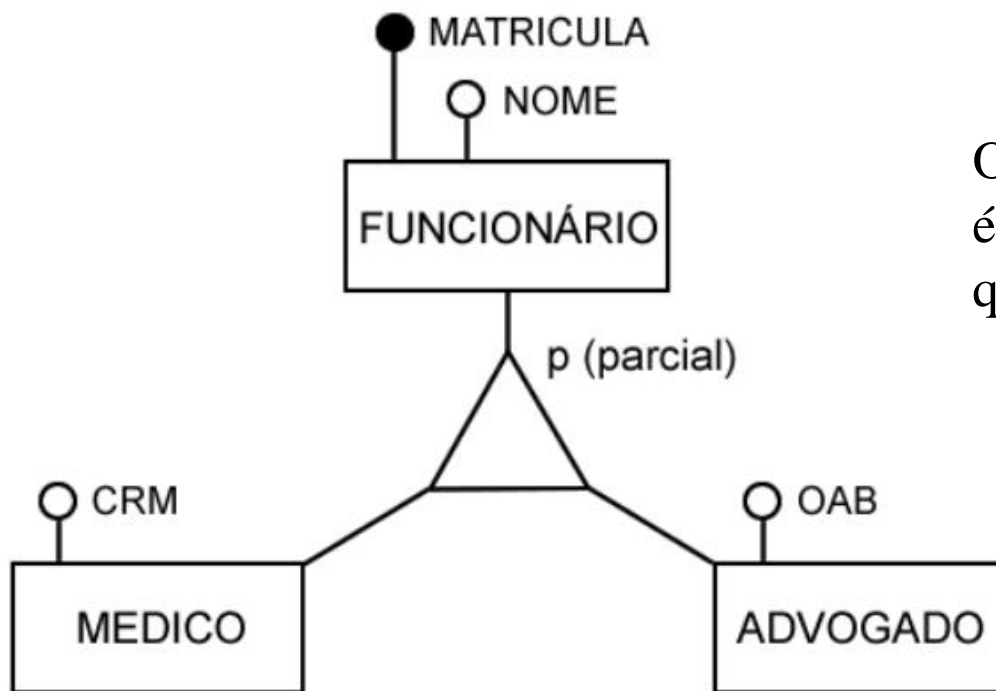 MATRICULA
NOME
FUNCIONÁRIO
é
p (parcial)
CRM
OAB
MEDICO
ADVOGADO